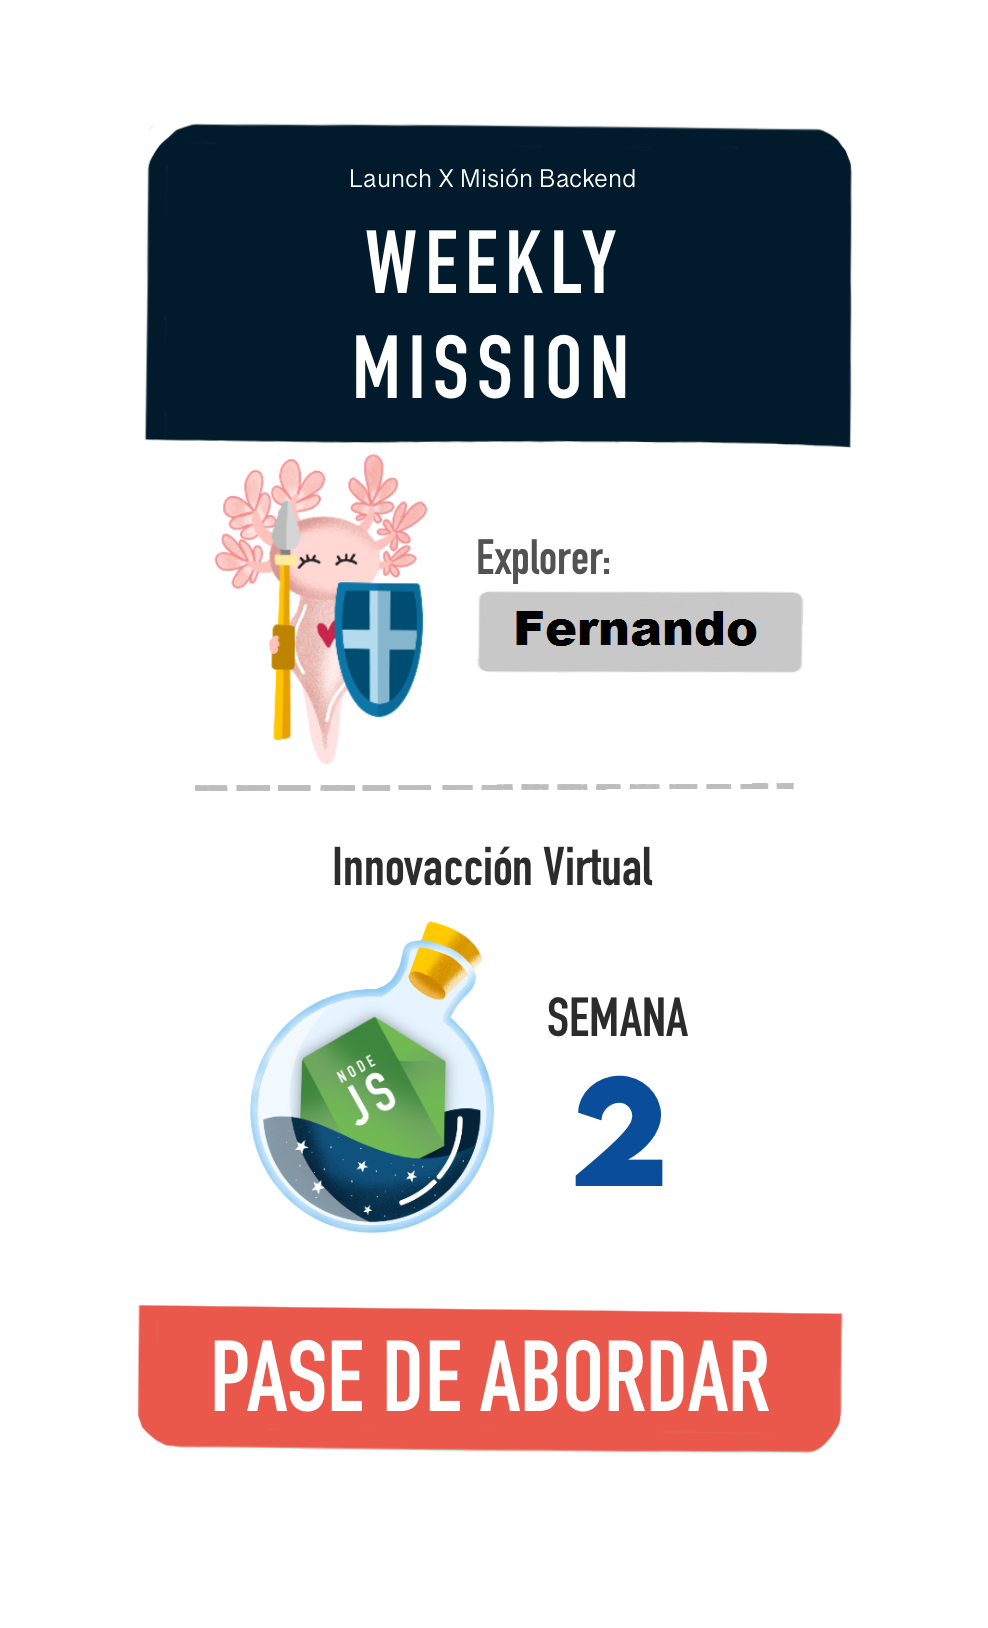 Launch X Misión Backend
WEEKLY
MISSION
Explorer:
Fernando
Innovacción Virtual
NODE
JS
SEMANA
2
PASE DE ABORDAR